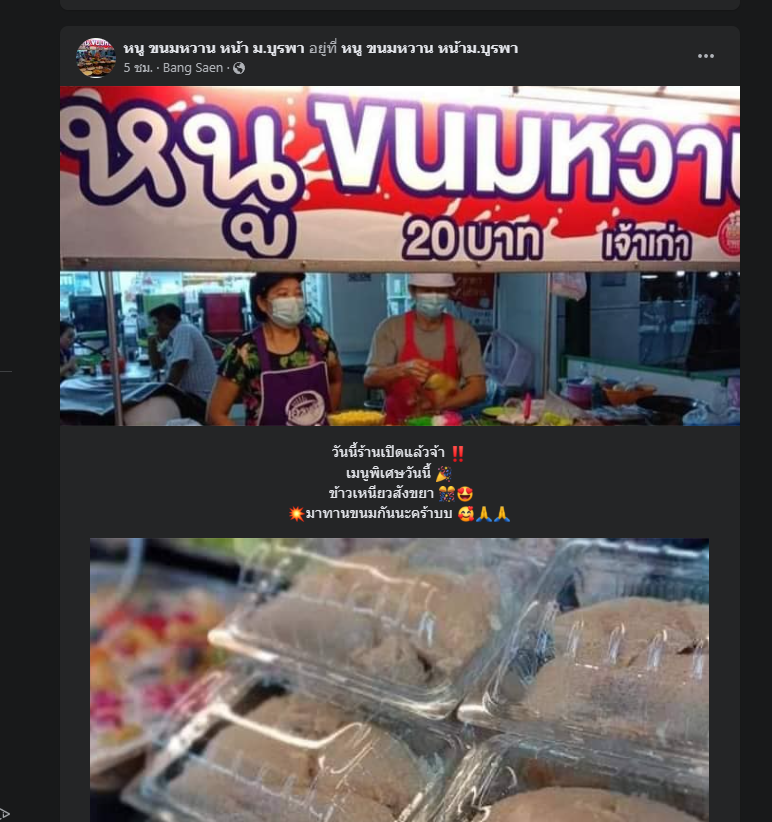 หนู ขนมหวาน หน้า ม.บูรพา อยู่ที่ หนู ขนมหวาน หน้าม.บูรพา
5 ชม. · Bang Saen ·
หนู ขนมหวา
20 บาท เจ้าเก่า
วันนี้ร้านเปิดแล้วจ้า ‼️
เมนูพิเศษวันนี้ 🎉
ข้าวเหนียวสังขยา 🎊🤩
💥มาทานขนมกันนะคร้าบบ 🥰🙏🙏